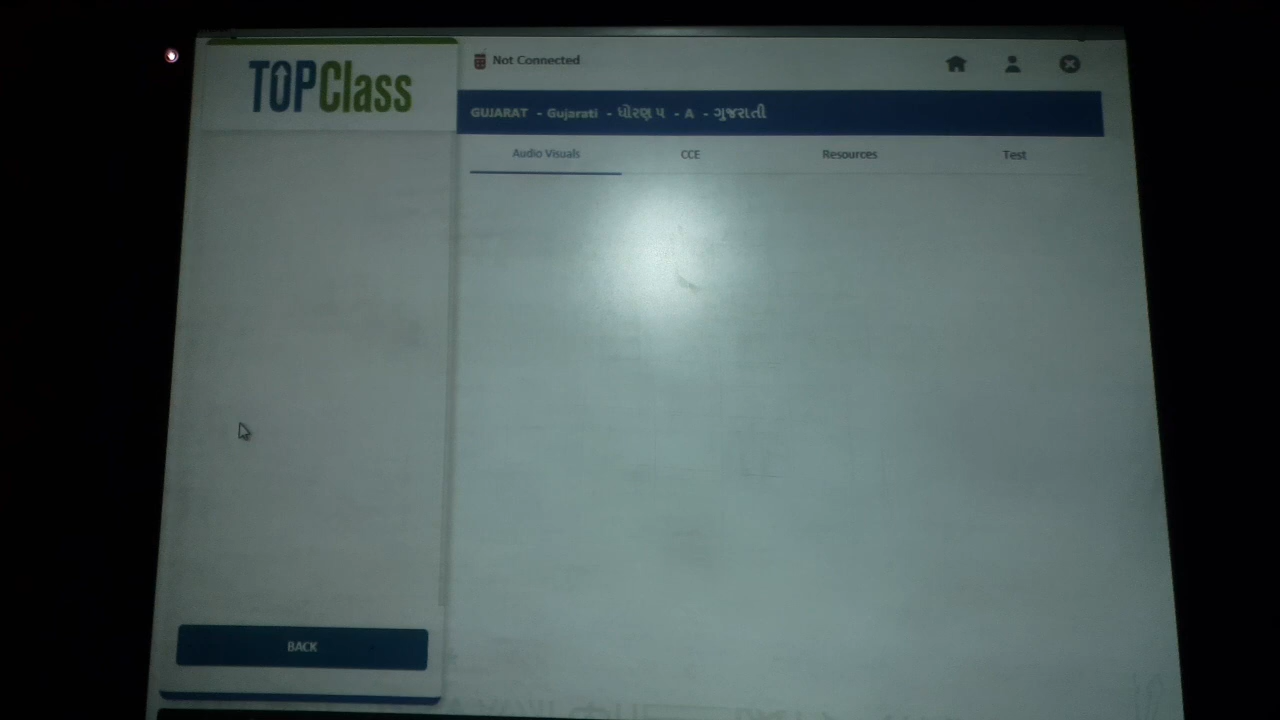 TOPClass
Not Connected
GUJARAT - Gujarati - ધોરણ ૫ - A - ગુજરાતી
Audio Visuals CCE Resources Test
BACK